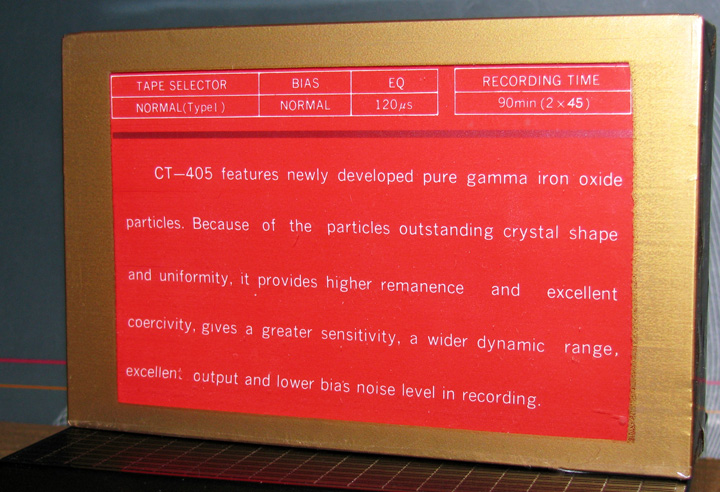 TAPE SELECTOR BIAS EQ RECORDING TIME
NORMAL(TypeI) NORMAL 120μs 90min (2×45)
CT-405 features newly developed pure gamma iron oxide
particles. Because of the particles outstanding crystal shape
and uniformity, it provides higher remanence and excellent
coercivity, gives a greater sensitivity, a wider dynamic range,
excellent output and lower bias noise level in recording.